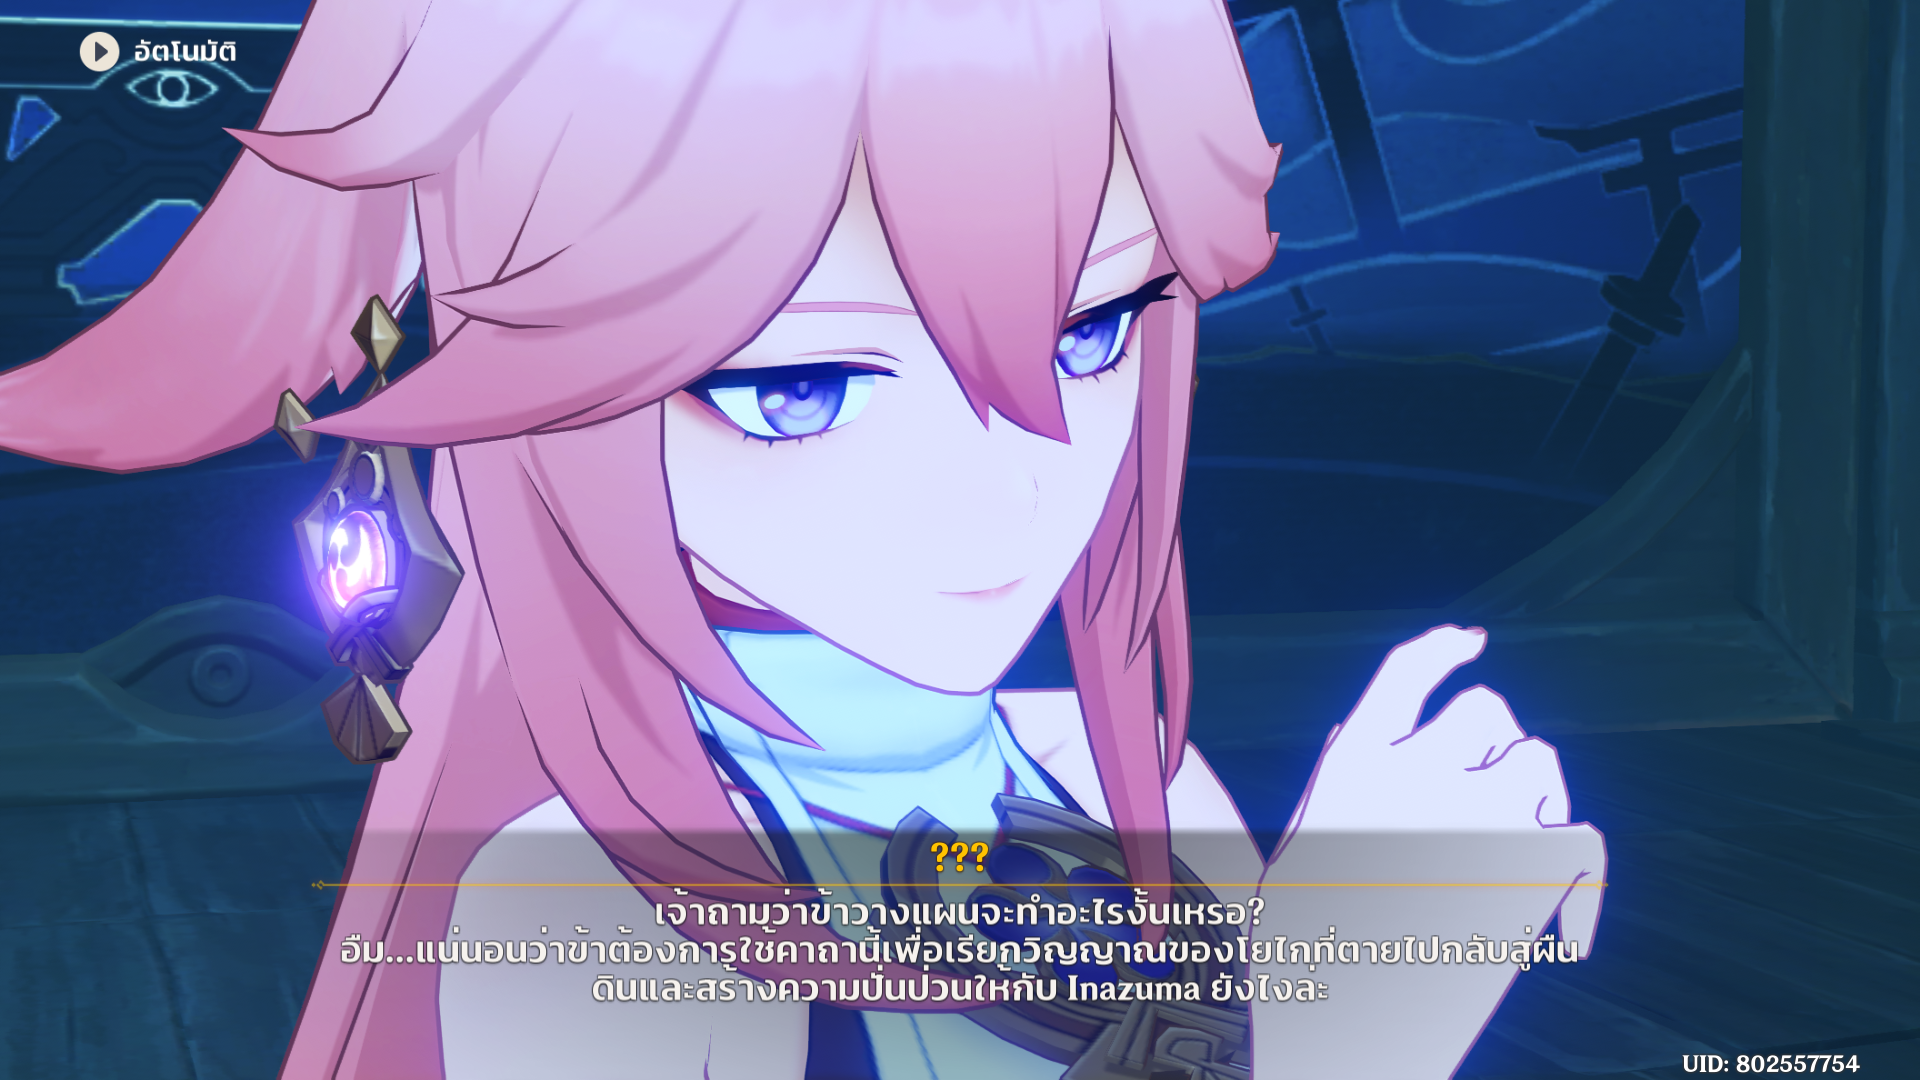 อัตโนมัติ
???
เจ้าถามว่าข้าวางแผนจะทำอะไรงั้นเหรอ?
อืม...แน่นอนว่าข้าต้องการใช้คาถานี้เพื่อเรียกวิญญาณของโยไกที่ตายไปกลับสู่ผืน
ดินและสร้างความปั่นป่วนให้กับ Inazuma ยังไงล่ะ
UID: 802557754